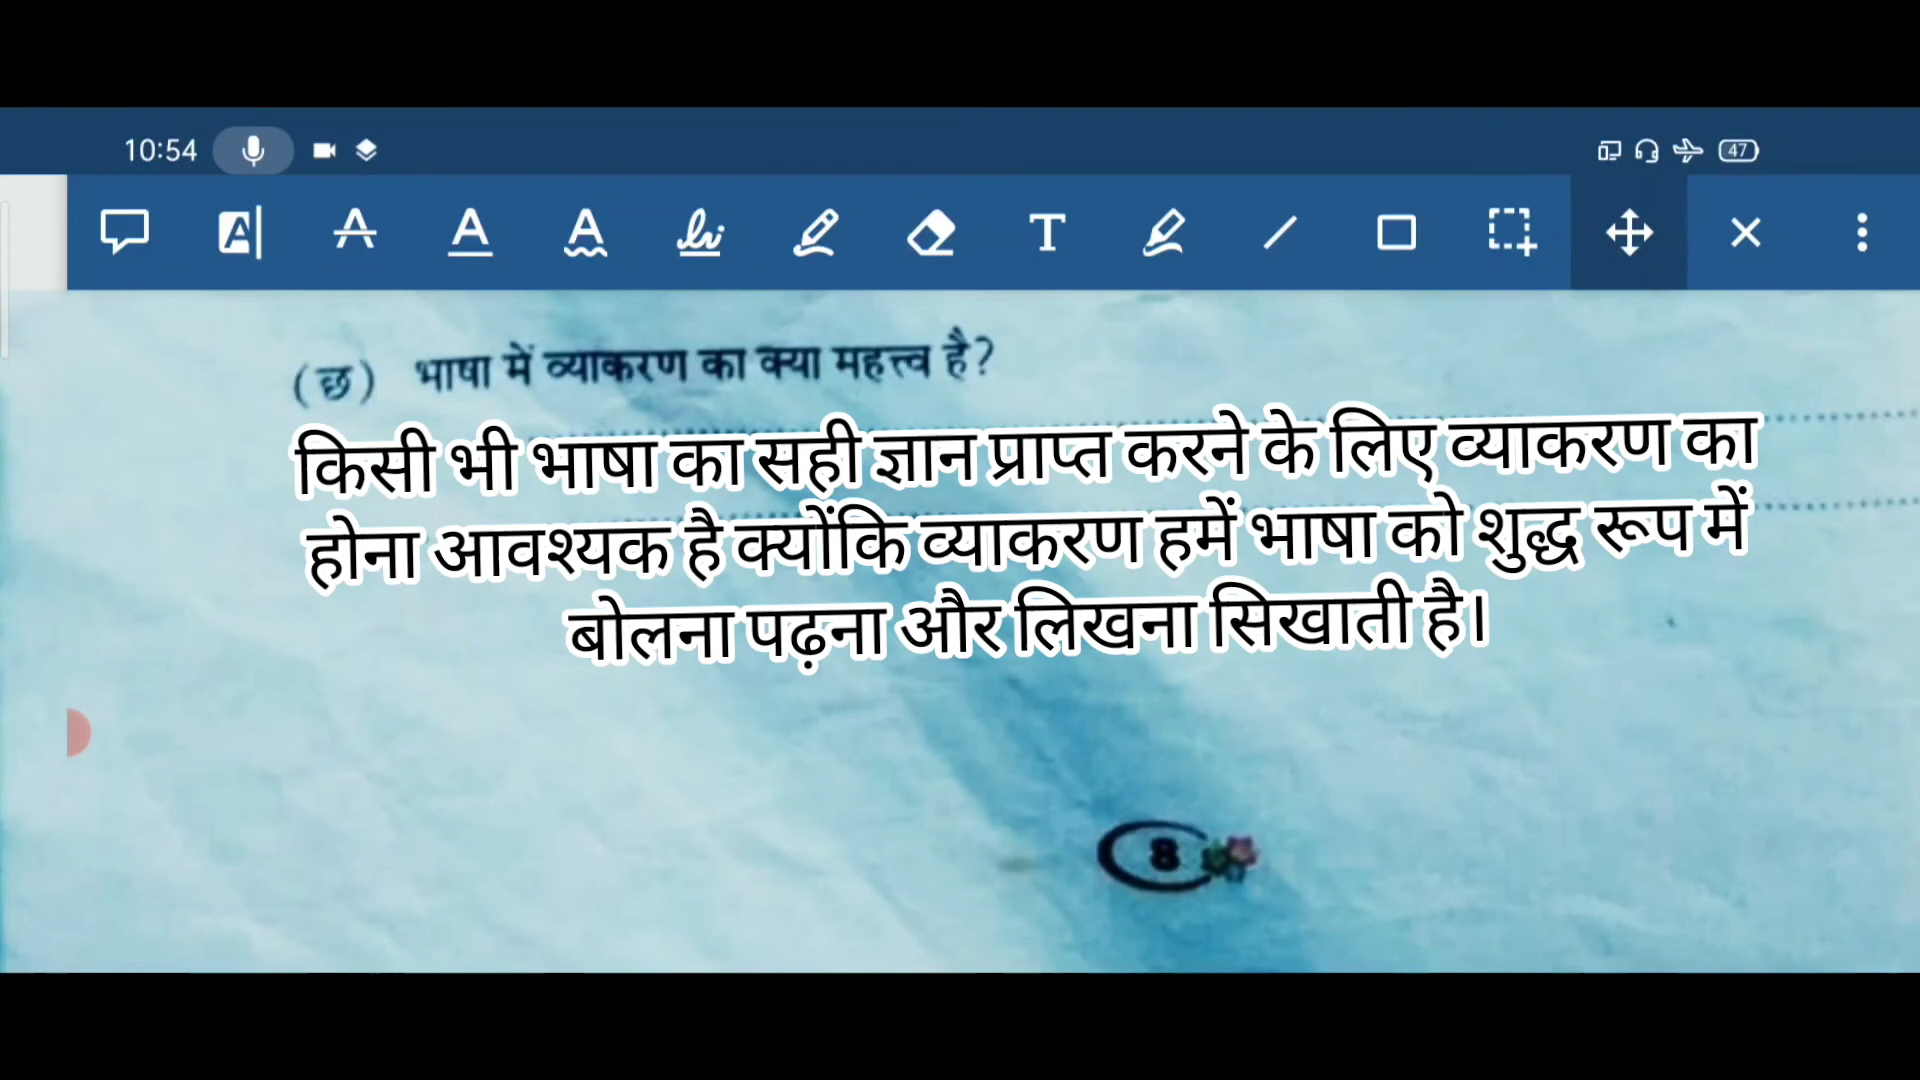 10:54
47
(छ) भाषा में व्याकरण का क्या महत्त्व है?
किसी भी भाषा का सही ज्ञान प्राप्त करने के लिए व्याकरण का
होना आवश्यक है क्योंकि व्याकरण हमें भाषा को शुद्ध रूप में
बोलना पढ़ना और लिखना सिखाती है।
8